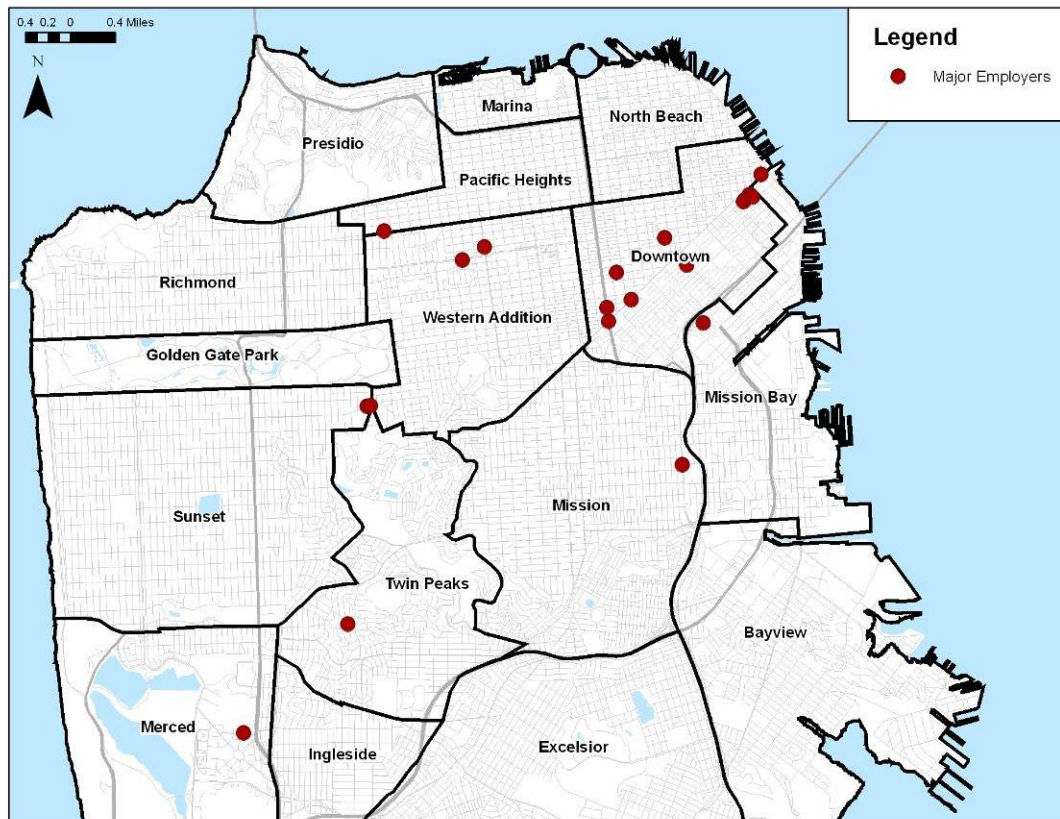 0.4 0.2 0 0.4 Miles
N
Legend
Major Employers
Marina
North Beach
Presidio
Pacific Heights
Richmond
Downtown
Western Addition
Golden Gate Park
Mission Bay
Sunset
Mission
Twin Peaks
Bayview
Merced
Ingleside
Excelsior